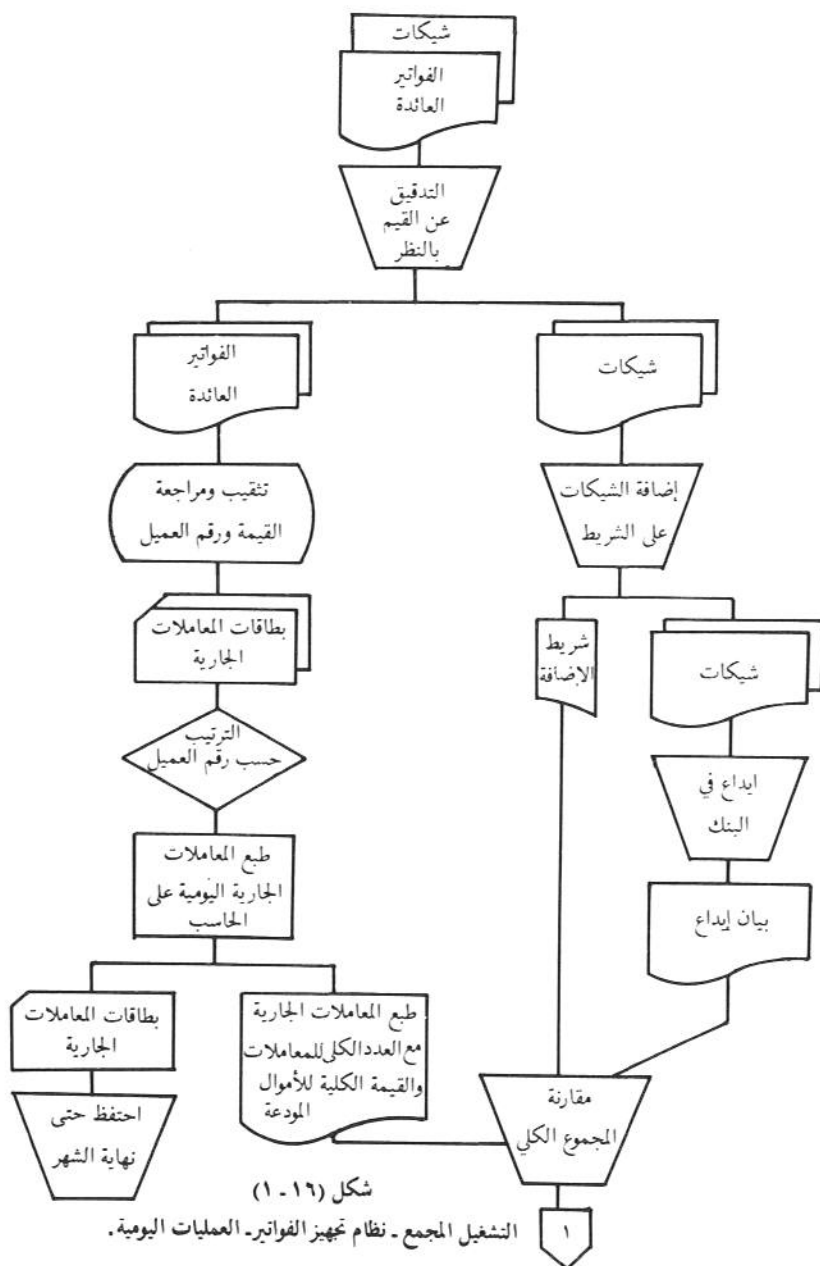 شيكات
الفواتير
العائدة
التدقيق
عن القيم
بالنظر
شيكات
الفواتير
العائدة
إضافة الشيكات
على الشريط
تثقيب ومراجعة
القيمة ورقم العميل
شريط
الإضافة
شيكات
بطاقات المعاملات
الجارية
الترتيب
حسب رقم العميل
ايداع في
البنك
طبع المعاملات
الجارية اليومية على
الحاسب
بيان إيداع
طبع المعاملات الجارية
مع العدد الكلى للمعاملات
والقيمة الكلية للأموال
المودعة
بطاقات المعاملات
الجارية
مقارنة
المجموع الكلي
احتفظ حتى
نهاية الشهر
١
شكل (١٦ - ١)
التشغيل المجمع ـ نظام تجهيز الفواتير ـ العمليات اليومية .